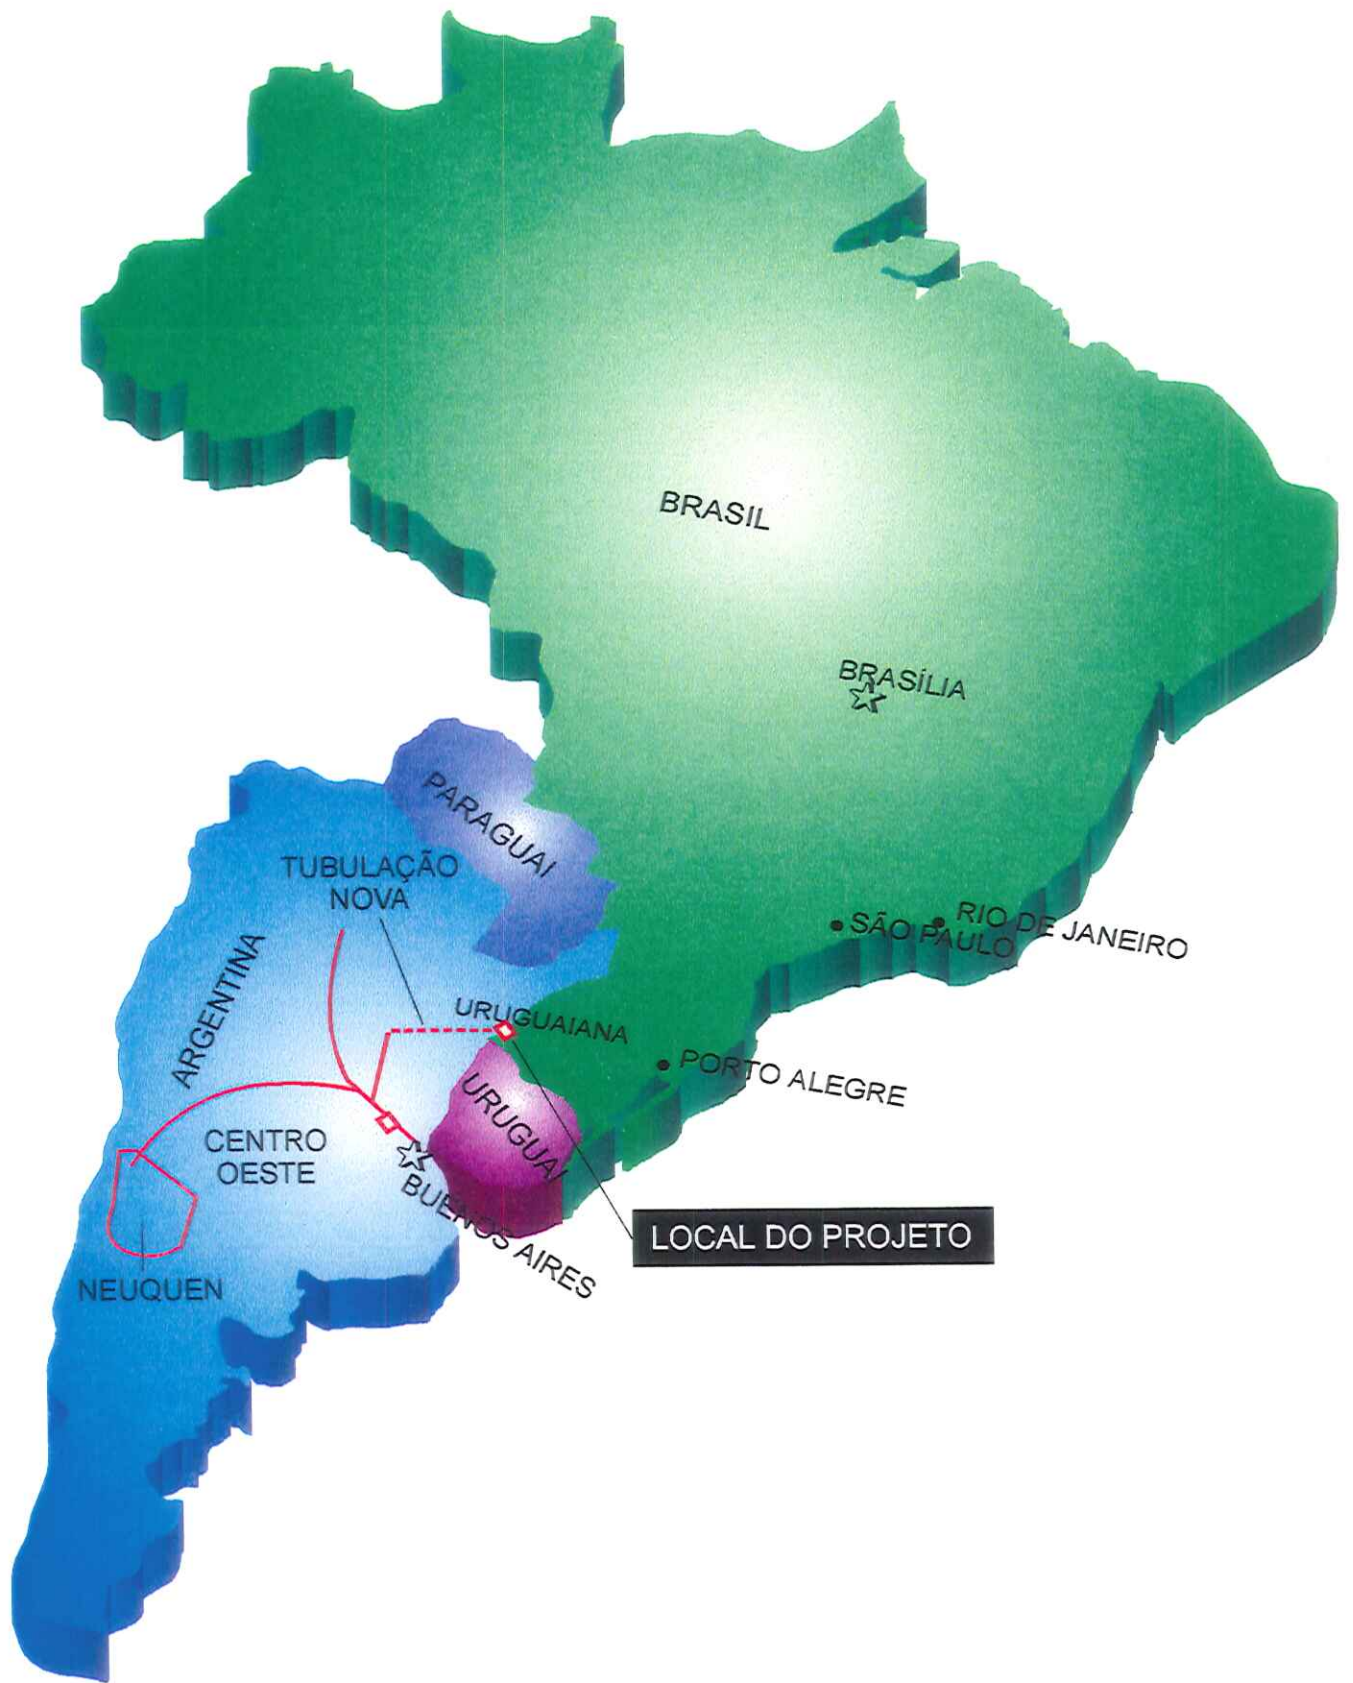 BRASIL
BRASÍLIA
PARAGUAI
TUBULAÇÃO
NOVA
RIO DE JANEIRO
SÃO PAULO
ARGENTINA
URUGUAIANA
PORTO ALEGRE
URUGUAI
CENTRO
OESTE
BUENOS AIRES
LOCAL DO PROJETO
NEUQUEN